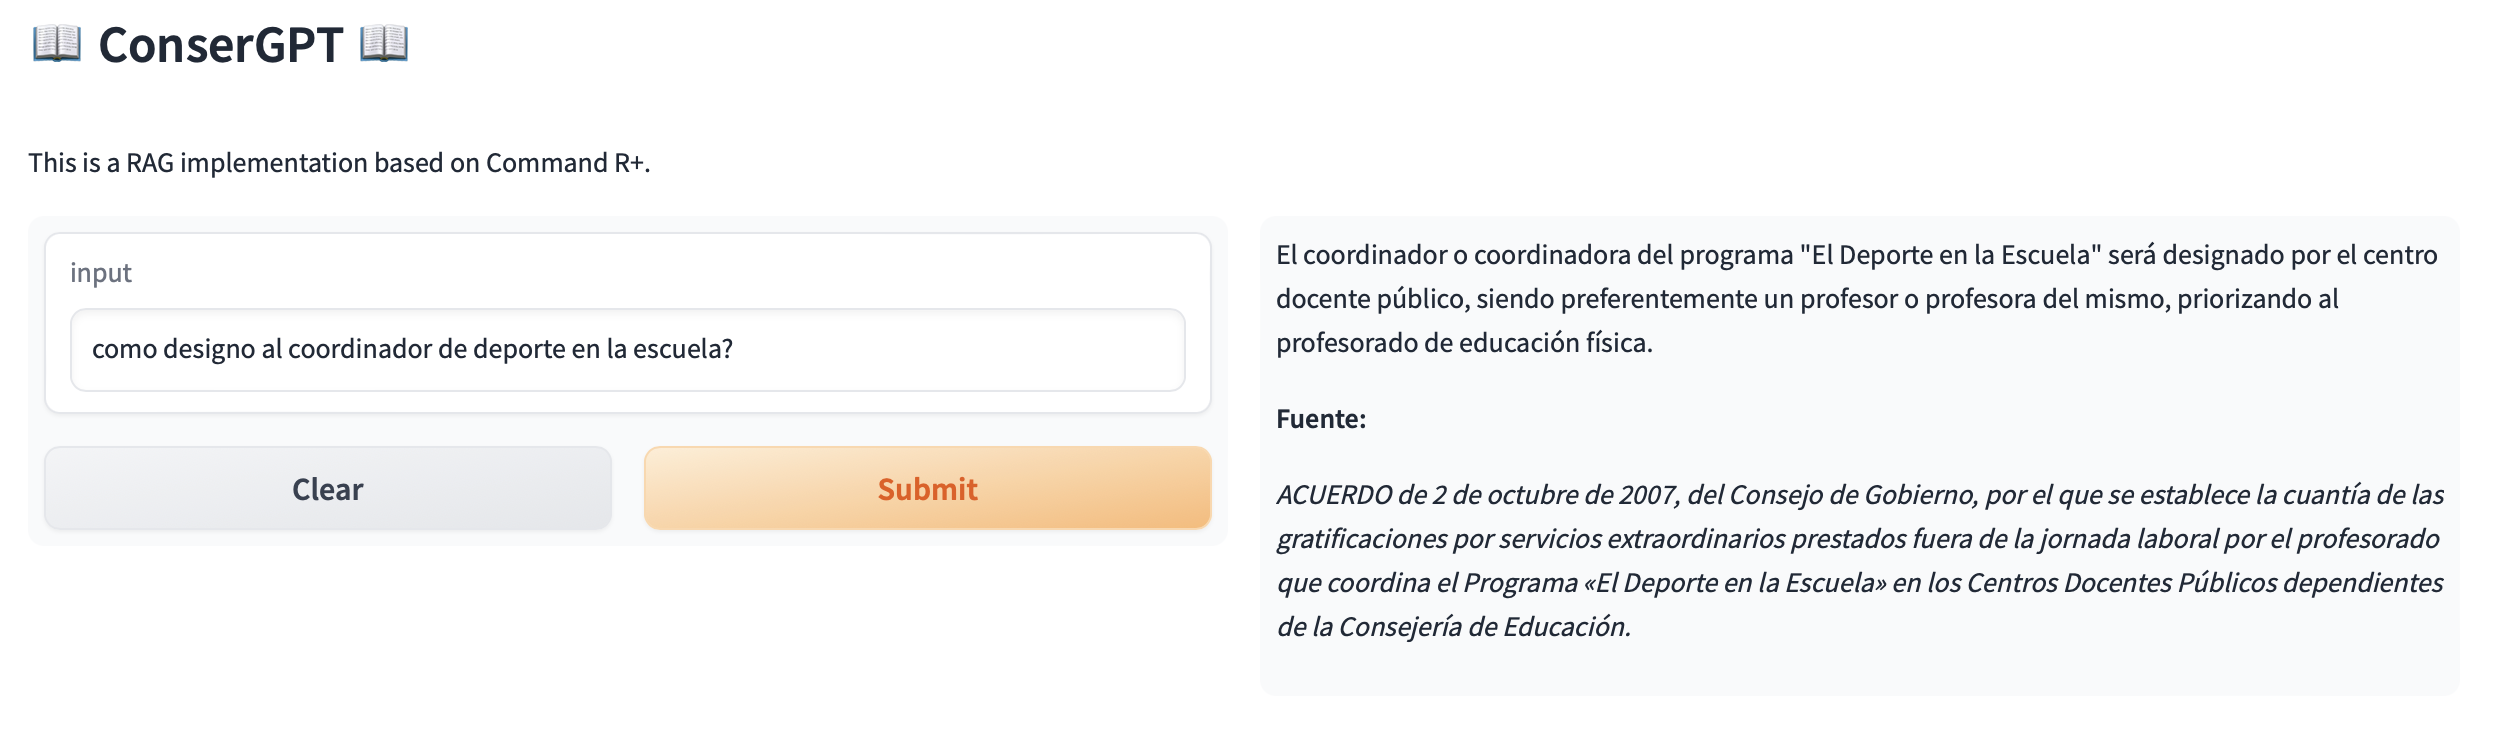 📖 ConserGPT 📖
This is a RAG implementation based on Command R+.
input
como designo al coordinador de deporte en la escuela?
Clear
Submit
El coordinador o coordinadora del programa "El Deporte en la Escuela" será designado por el centro
docente público, siendo preferentemente un profesor o profesora del mismo, priorizando al
profesorado de educación física.
Fuente:
ACUERDO de 2 de octubre de 2007, del Consejo de Gobierno, por el que se establece la cuantía de las
gratificaciones por servicios extraordinarios prestados fuera de la jornada laboral por el profesorado
que coordina el Programa «El Deporte en la Escuela» en los Centros Docentes Públicos dependientes
de la Consejería de Educación.